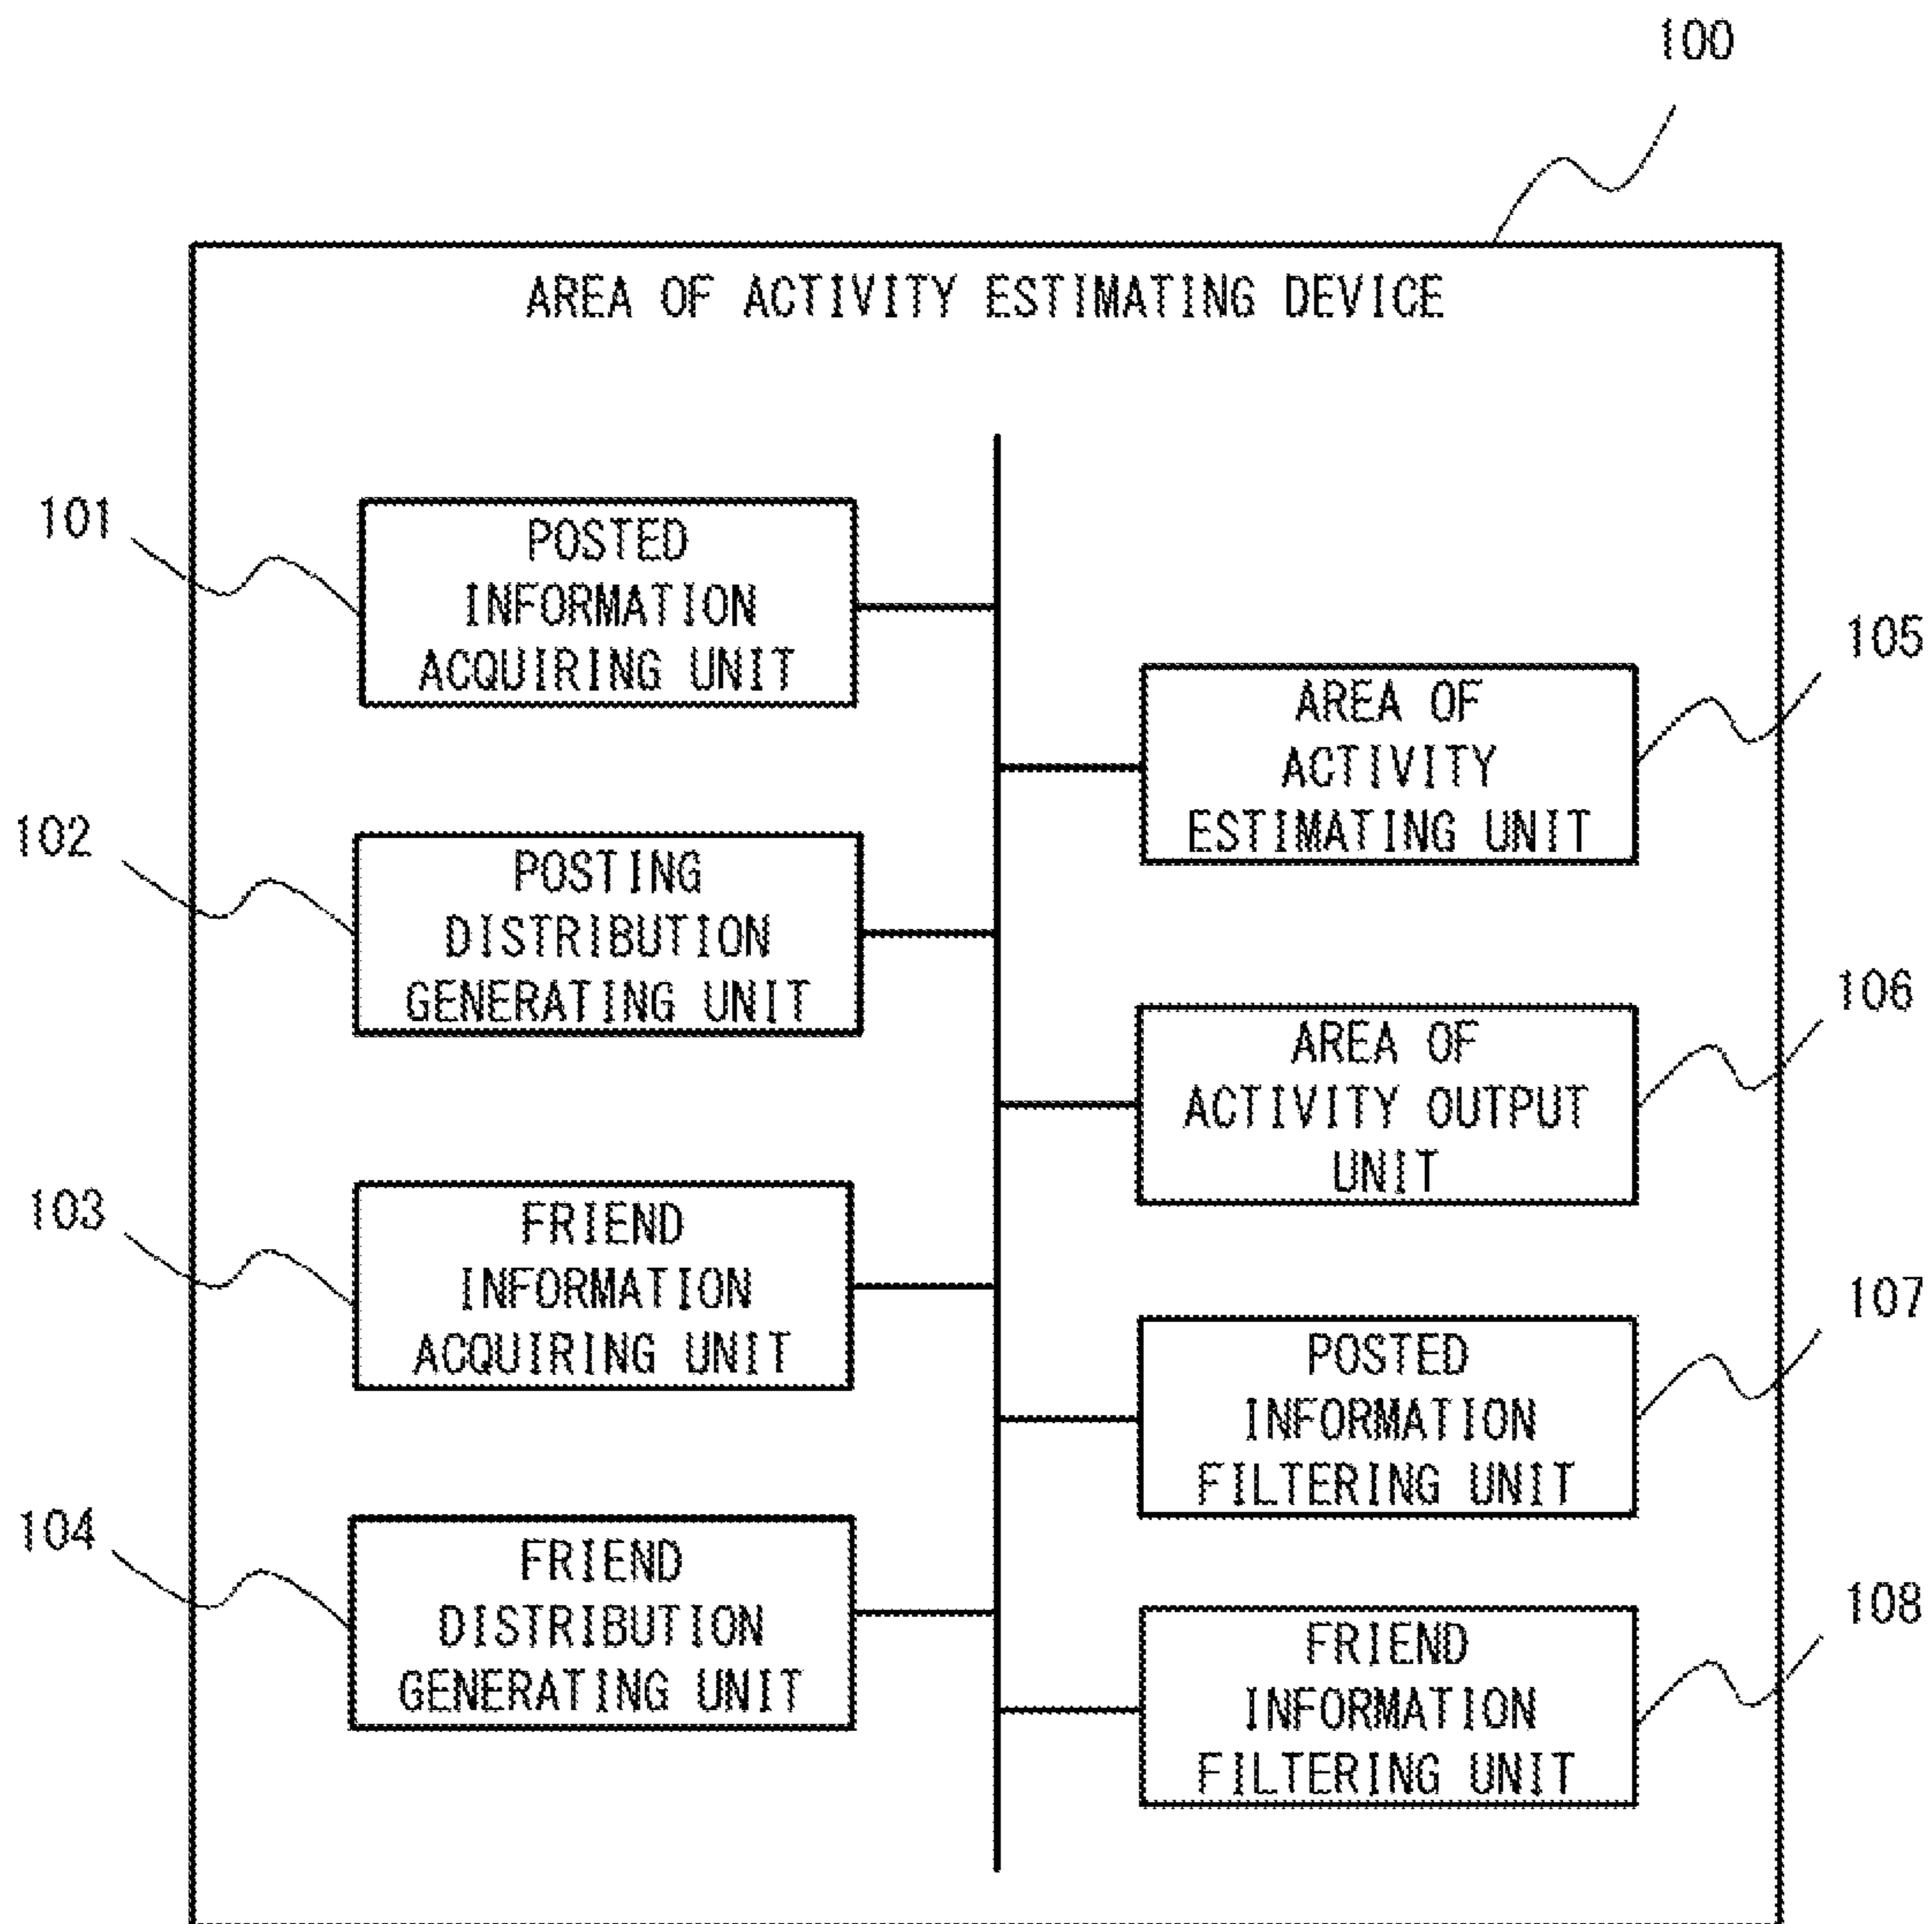 100
AREA OF ACTIVITY ESTIMATING DEVICE
101
POSTED
INFORMATION
ACQUIRING UNIT
102
POSTING
DISTRIBUTION
GENERATING UNIT
103
FRIEND
INFORMATION
ACQUIRING UNIT
104
FRIEND
DISTRIBUTION
GENERATING UNIT
105
AREA OF
ACTIVITY
ESTIMATING UNIT
106
AREA OF
ACTIVITY OUTPUT
UNIT
107
POSTED
INFORMATION
FILTERING UNIT
108
FRIEND
INFORMATION
FILTERING UNIT